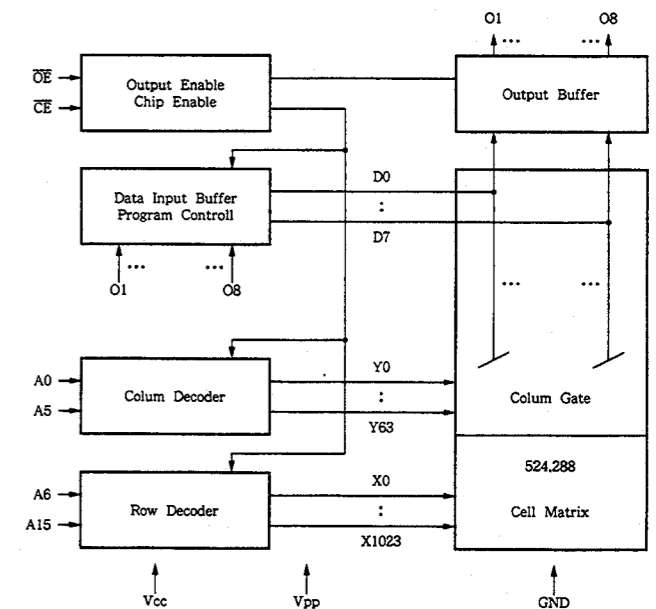 O1 ... O8
OE
CE
Output Enable
Chip Enable
Output Buffer
Data Input Buffer
Program Controll
D0
:
D7
... ...
O1 O8
... ...
A0
A5
Colum Decoder
Y0
:
Y63
Colum Gate
A6
A15
Row Decoder
X0
:
X1023
524,288
Cell Matrix
Vcc
Vpp
GND